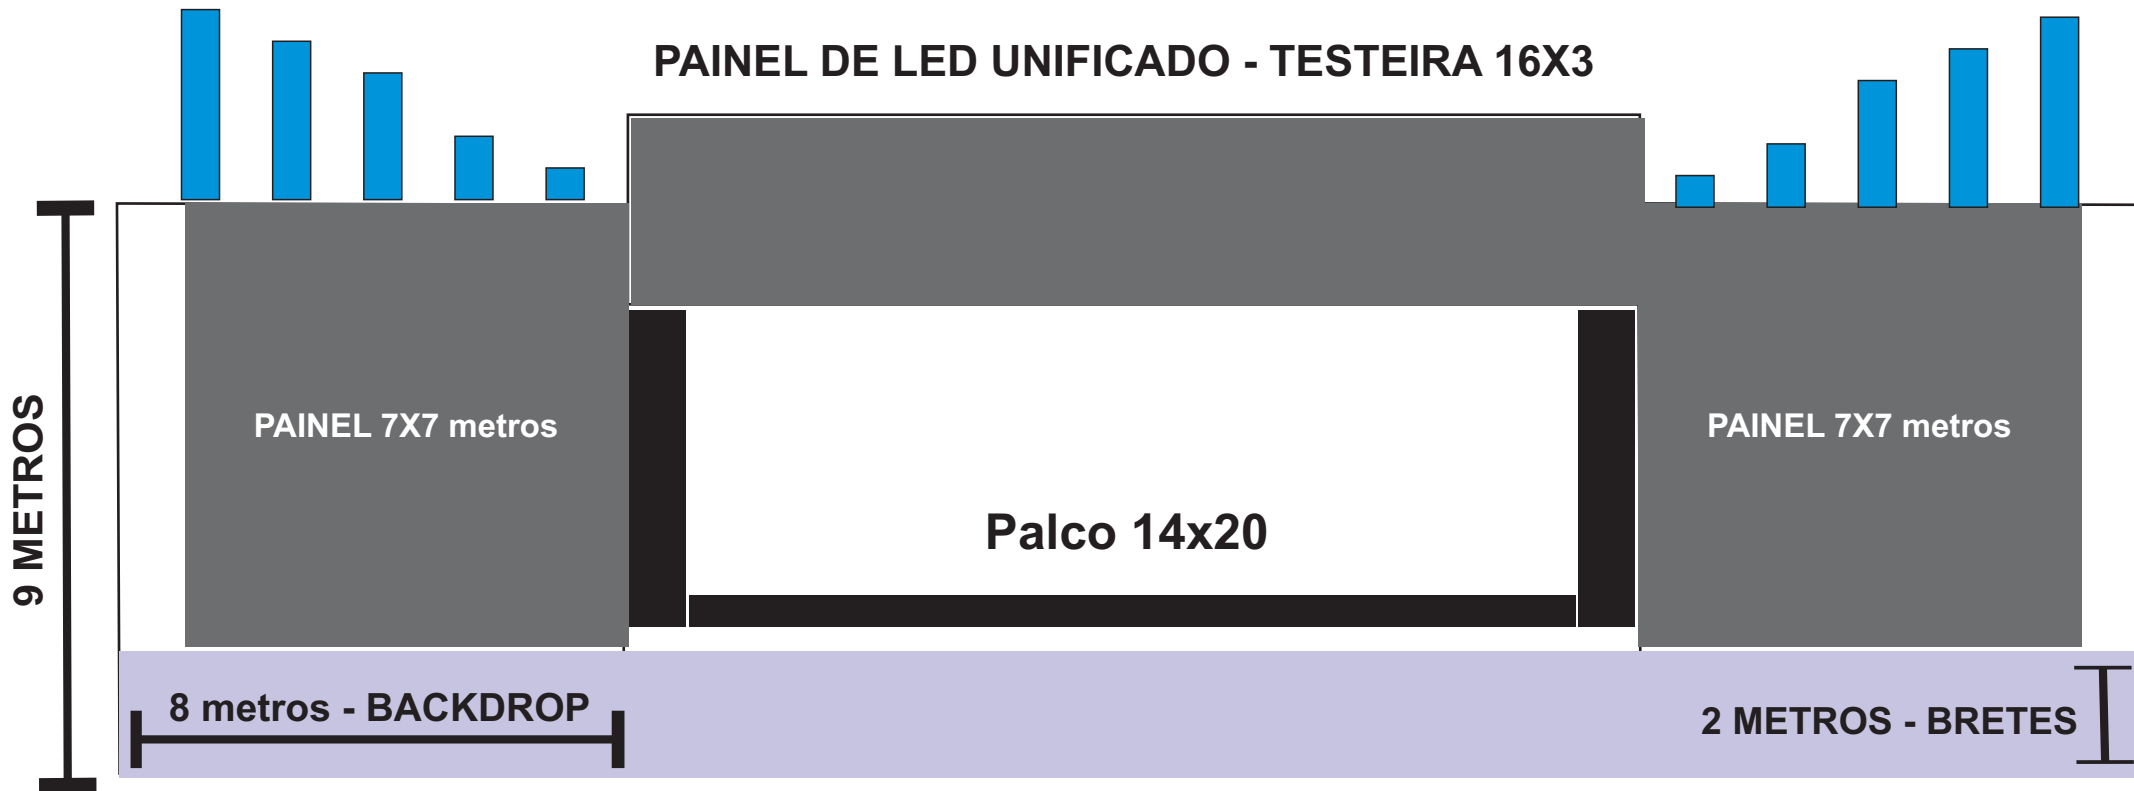 PAINEL DE LED UNIFICADO - TESTEIRA 16X3
9 METROS
PAINEL 7X7 metros
PAINEL 7X7 metros
Palco 14x20
8 metros - BACKDROP
2 METROS - BRETES